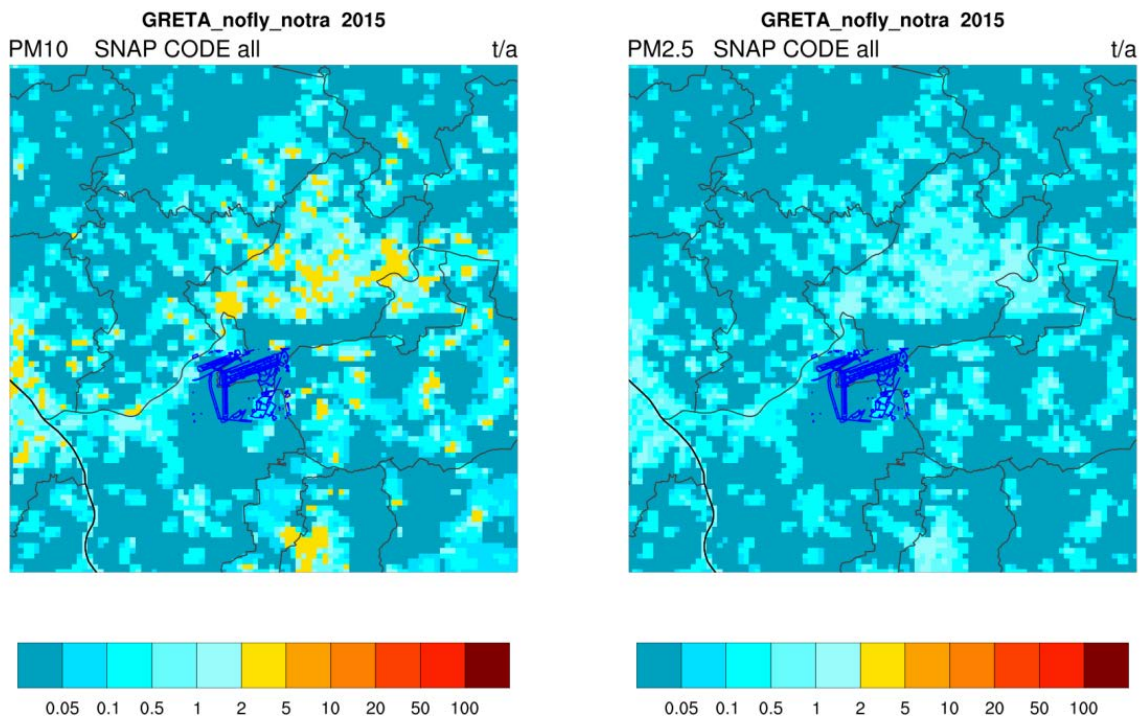 GRETA_nofly_notra 2015
PM10 SNAP CODE all t/a
0.05 0.1 0.5 1 2 5 10 20 50 100
GRETA_nofly_notra 2015
PM2.5 SNAP CODE all t/a
0.05 0.1 0.5 1 2 5 10 20 50 100